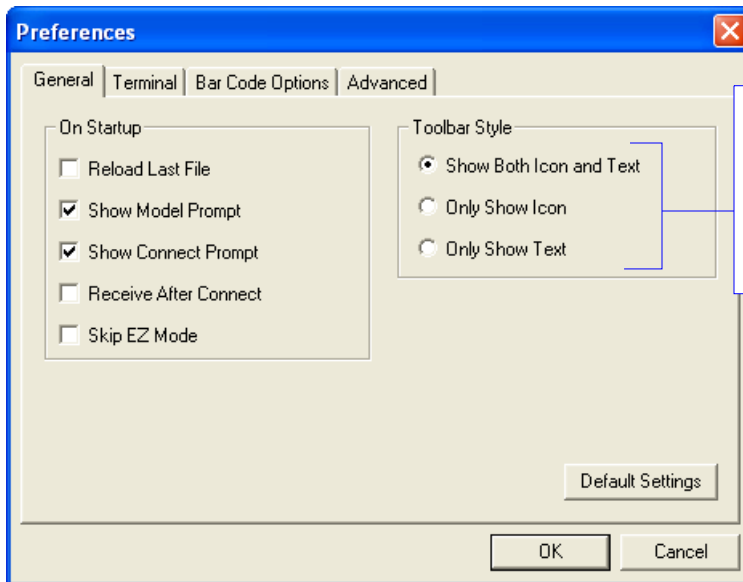 Preferences
General Terminal Bar Code Options Advanced
On Startup
Reload Last File
Show Model Prompt
Show Connect Prompt
Receive After Connect
Skip EZ Mode
Toolbar Style
Show Both Icon and Text
Only Show Icon
Only Show Text
Default Settings
OK Cancel